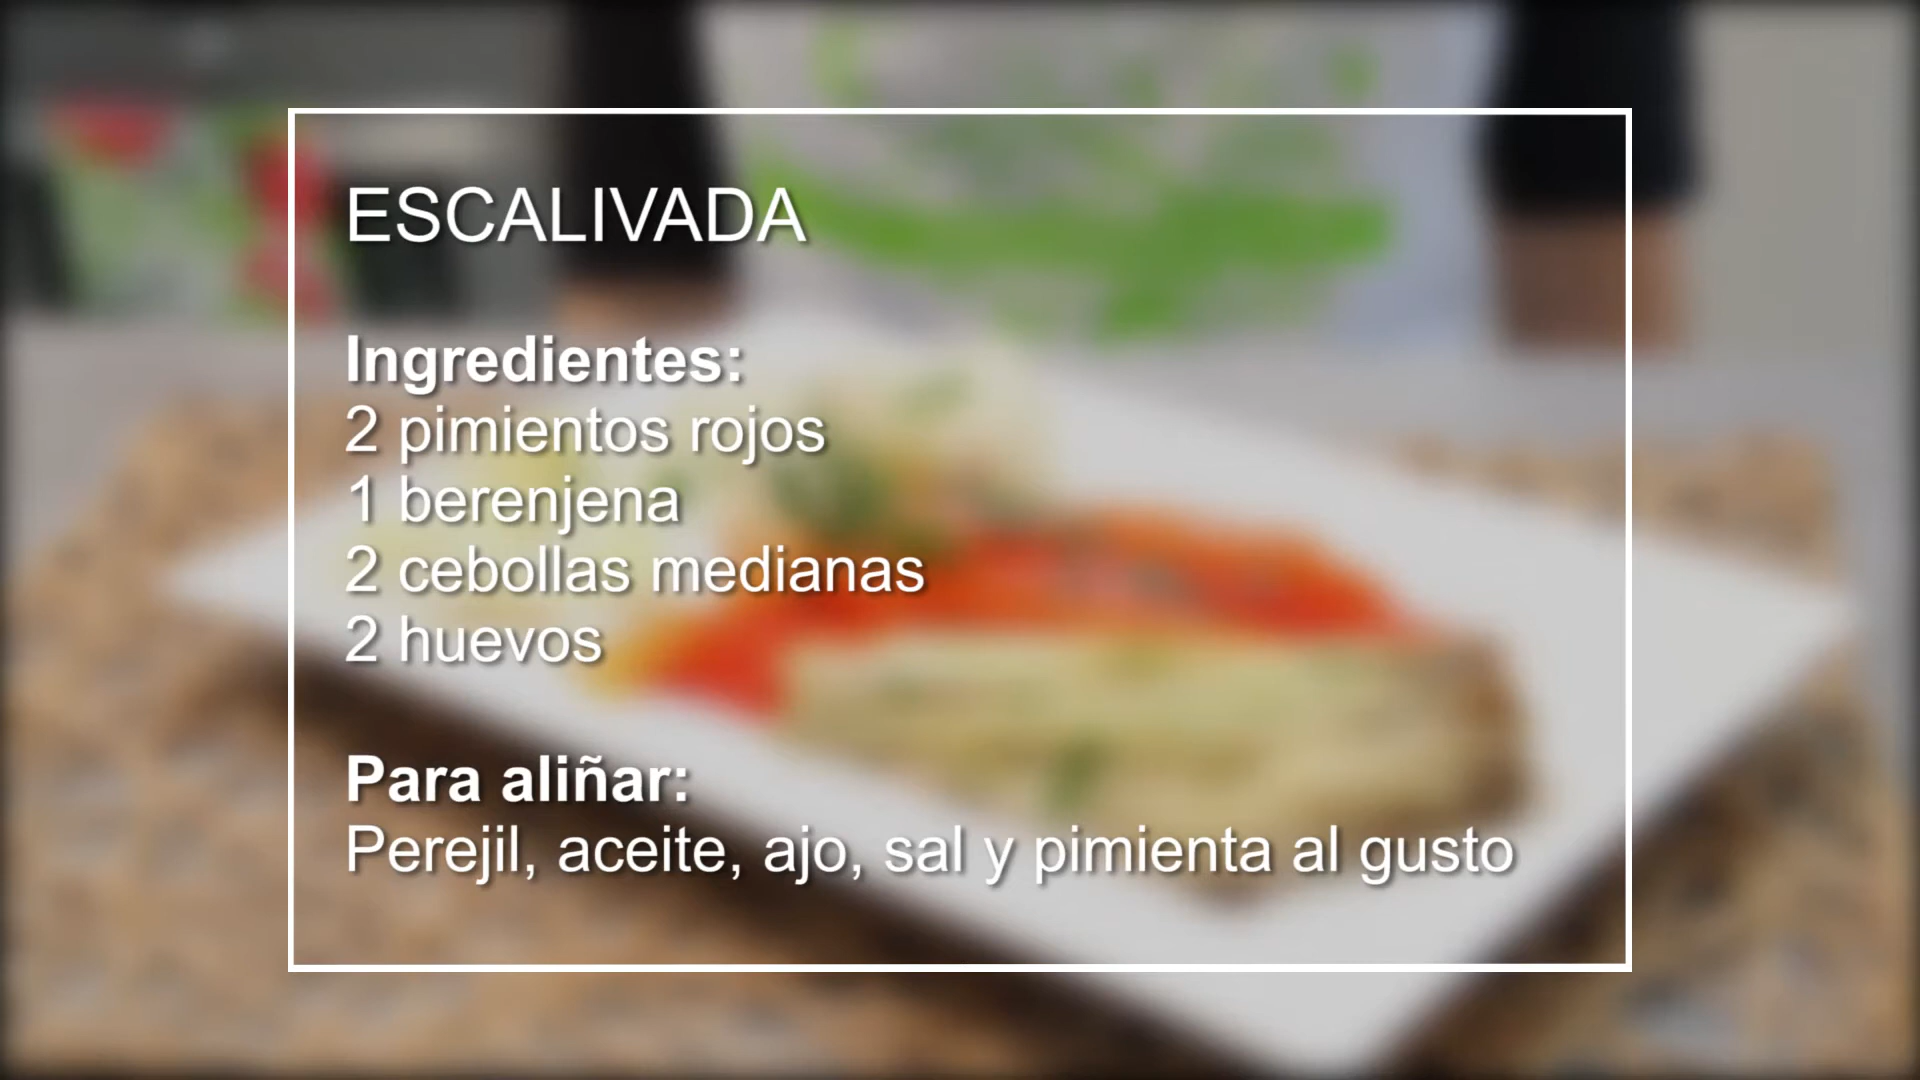 ESCALIVADA
Ingredientes:
2 pimientos rojos
1 berenjena
2 cebollas medianas
2 huevos
Para aliñar:
Perejil, aceite, ajo, sal y pimienta al gusto